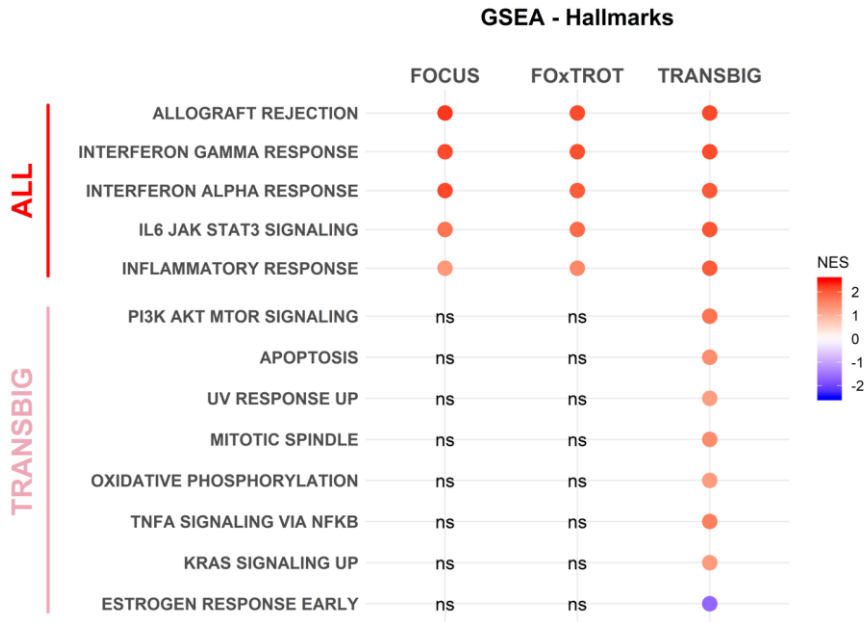 GSEA - Hallmarks
FOCUS FOxTROT TRANSBIG
ALL
ALLOGRAFT REJECTION
INTERFERON GAMMA RESPONSE
INTERFERON ALPHA RESPONSE
IL6 JAK STAT3 SIGNALING
INFLAMMATORY RESPONSE
TRANSBIG
PI3K AKT MTOR SIGNALING ns ns
APOPTOSIS ns ns
UV RESPONSE UP ns ns
MITOTIC SPINDLE ns ns
OXIDATIVE PHOSPHORYLATION ns ns
TNFA SIGNALING VIA NFKB ns ns
KRAS SIGNALING UP ns ns
ESTROGEN RESPONSE EARLY ns ns
NES
2
1
0
-1
-2